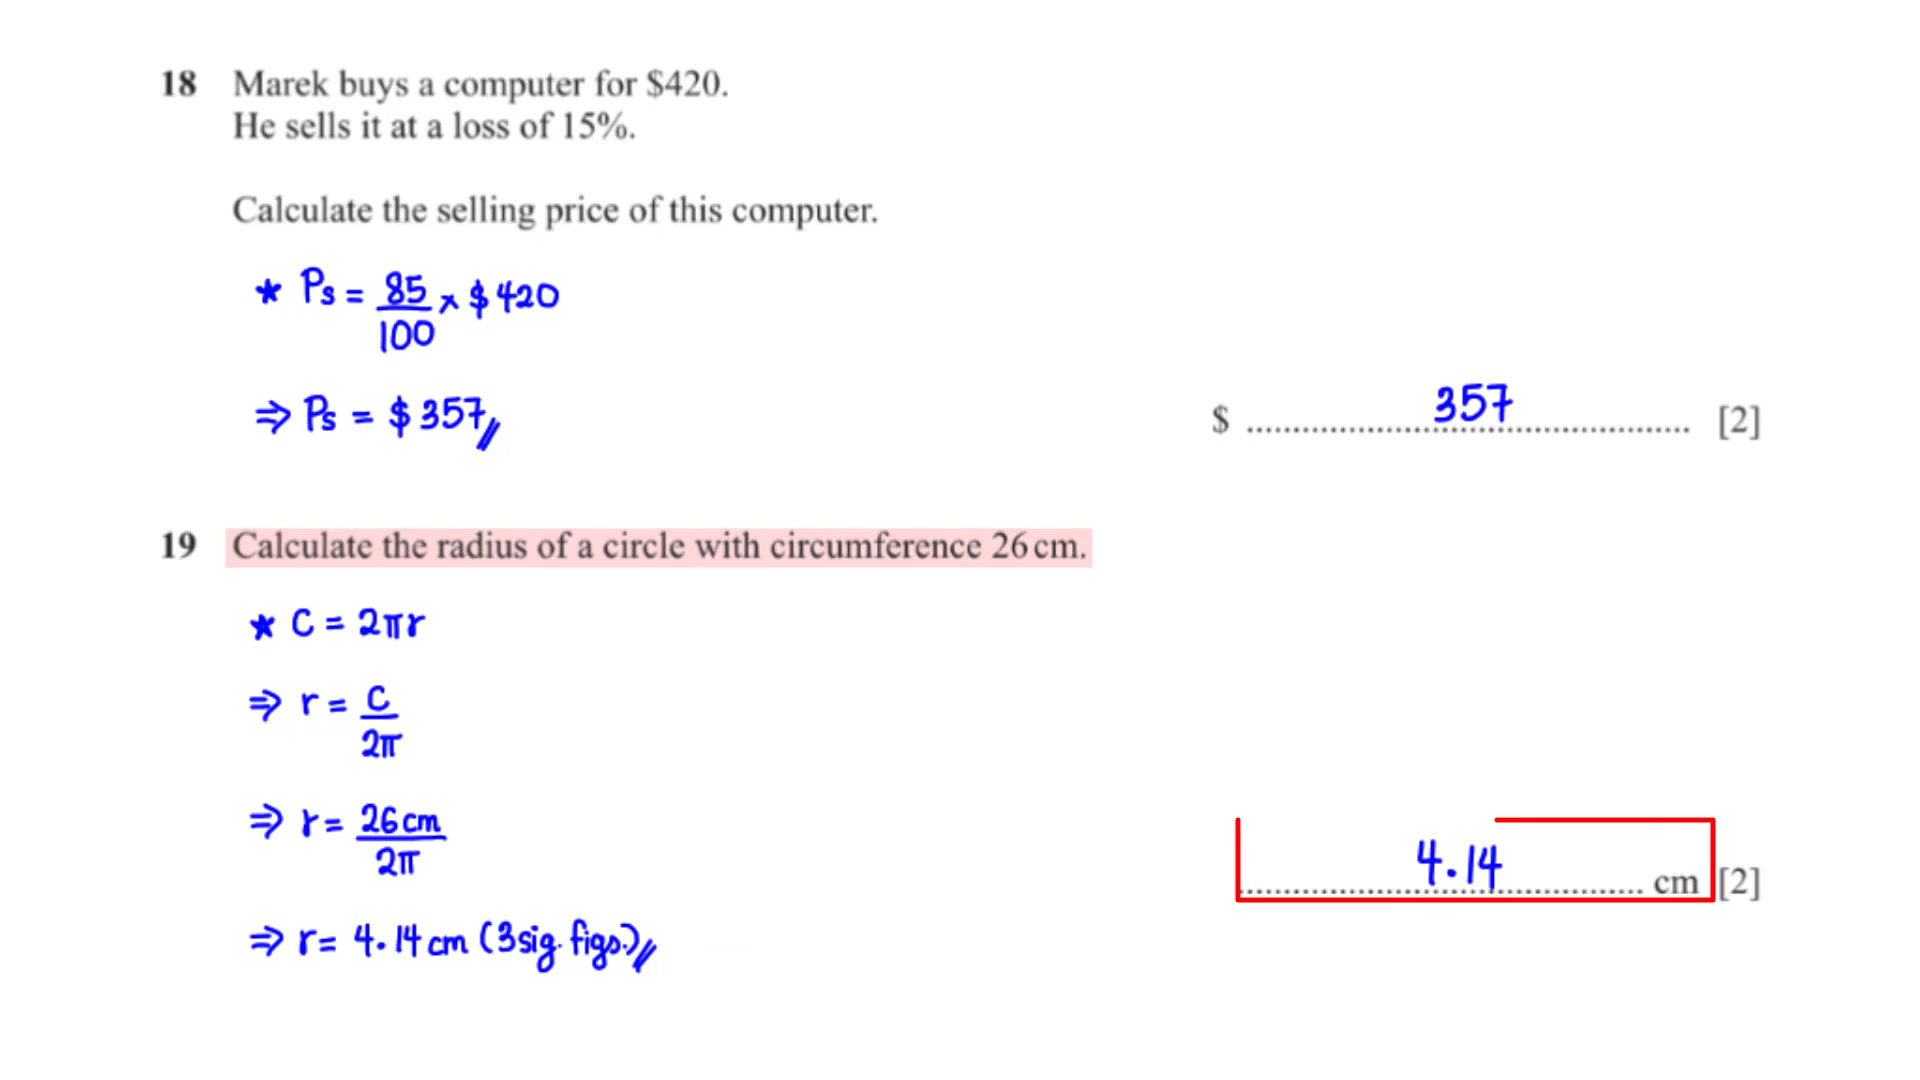 18 Marek buys a computer for $420.
He sells it at a loss of 15%.
Calculate the selling price of this computer.
* Ps = 85/100 x $420
⇒ Ps = $357//
$ .................... 357 .................... [2]
19 Calculate the radius of a circle with circumference 26 cm.
* C = 2πr
⇒ r = C/2π
⇒ r = 26cm/2π
.................... 4.14 .................... cm [2]
⇒ r = 4.14 cm (3 sig. figs.)//